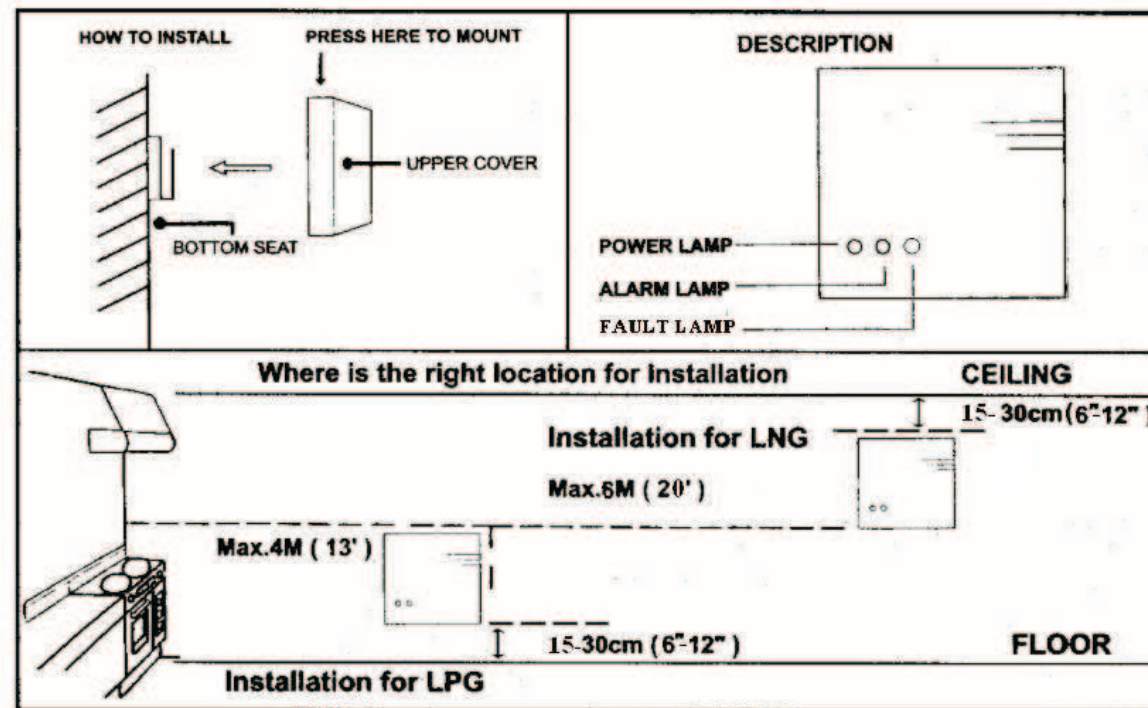 HOW TO INSTALL
PRESS HERE TO MOUNT
UPPER COVER
BOTTOM SEAT
DESCRIPTION
POWER LAMP
ALARM LAMP
FAULT LAMP
Where is the right location for Installation
CEILING
15-30cm(6"-12")
Installation for LNG
Max.6M ( 20' )
Max.4M ( 13' )
15-30cm (6"-12" )
FLOOR
Installation for LPG